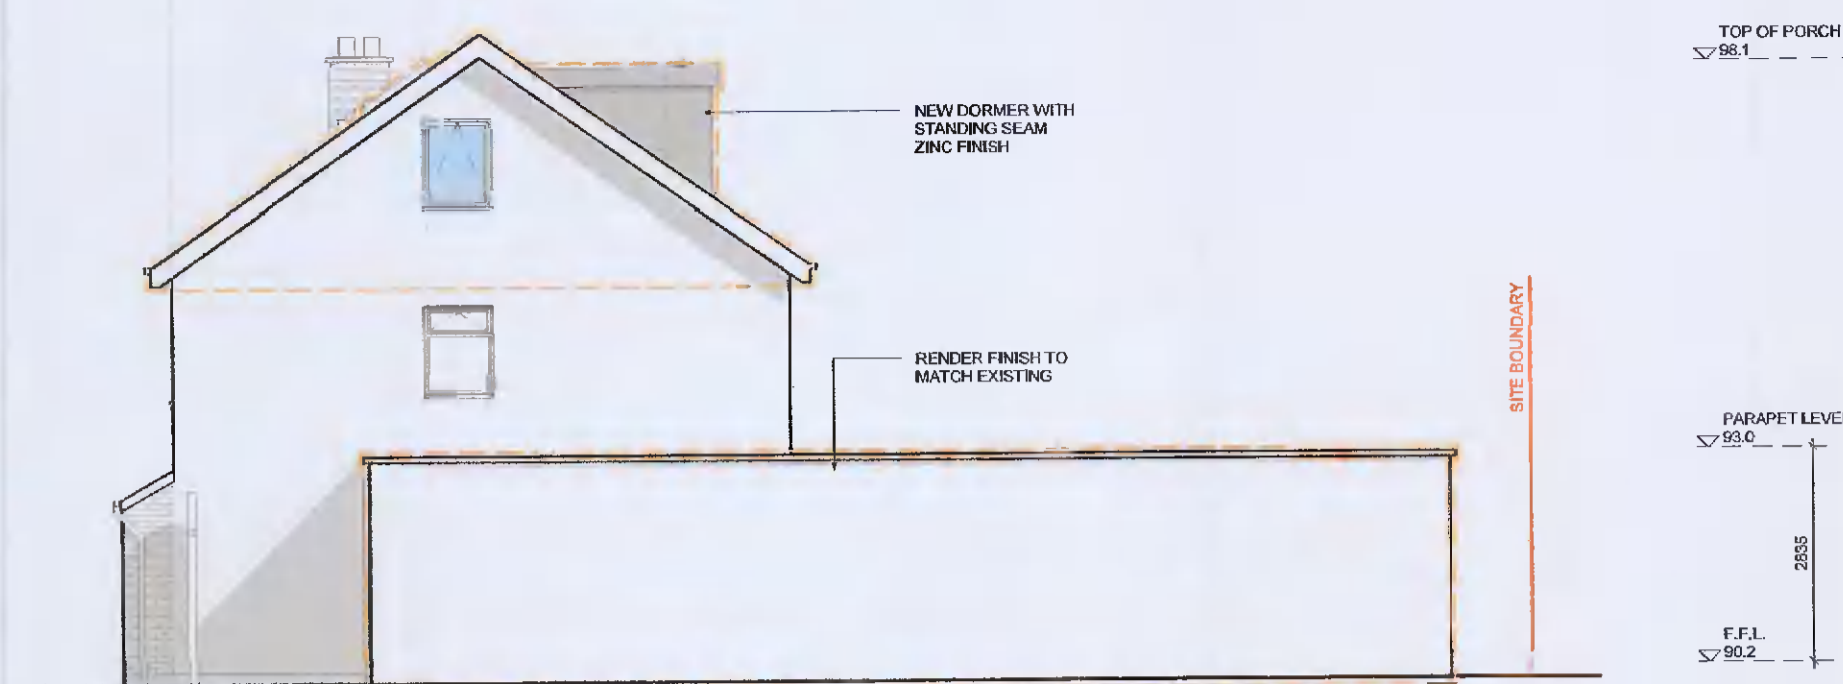 TOP OF PORCH
98.1
NEW DORMER WITH
STANDING SEAM
ZINC FINISH
SITE BOUNDARY
RENDER FINISH TO
MATCH EXISTING
PARAPET LEVE
93.0
2835
F.F.L.
90.2